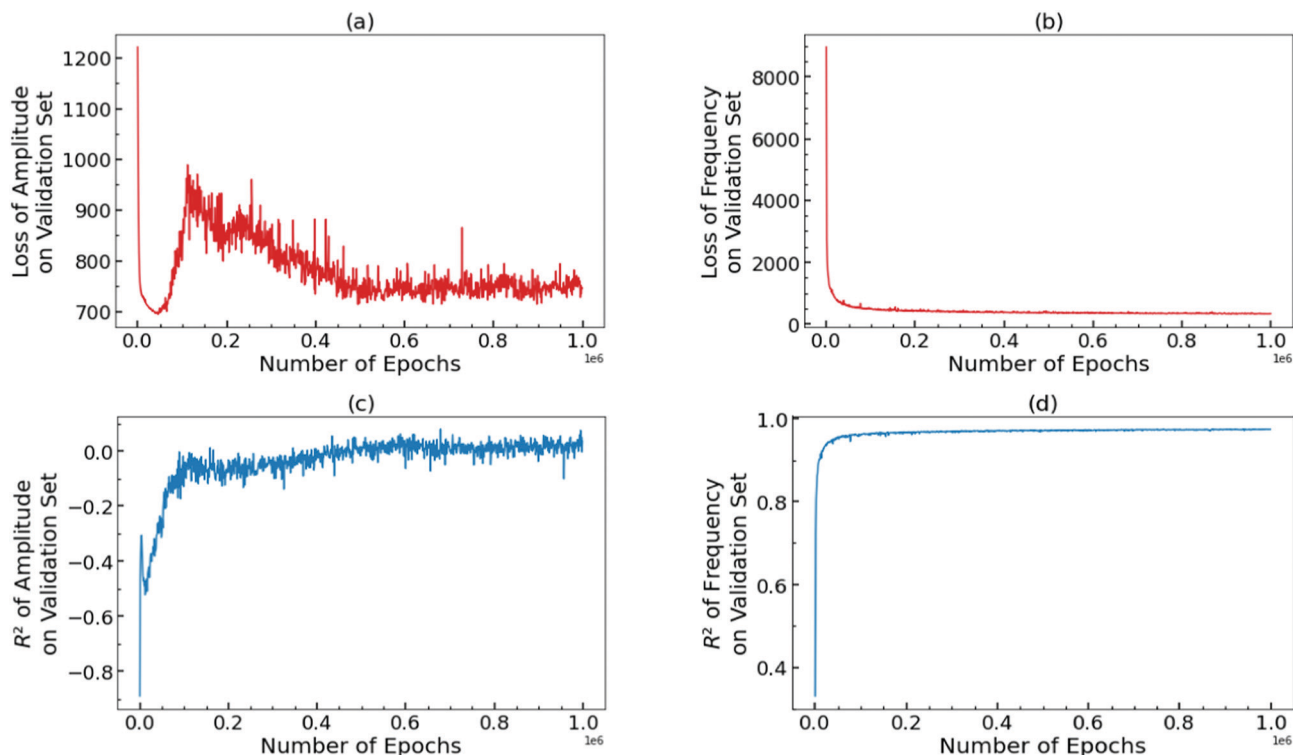 (a)
Loss of Amplitude
on Validation Set
1200
1100
1000
900
800
700
0.0 0.2 0.4 0.6 0.8 1.0
1e6
Number of Epochs
(b)
Loss of Frequency
on Validation Set
8000
6000
4000
2000
0
0.0 0.2 0.4 0.6 0.8 1.0
1e6
Number of Epochs
(c)
R² of Amplitude
on Validation Set
0.0
−0.2
−0.4
−0.6
−0.8
0.0 0.2 0.4 0.6 0.8 1.0
1e6
Number of Epochs
(d)
R² of Frequency
on Validation Set
1.0
0.8
0.6
0.4
0.0 0.2 0.4 0.6 0.8 1.0
1e6
Number of Epochs